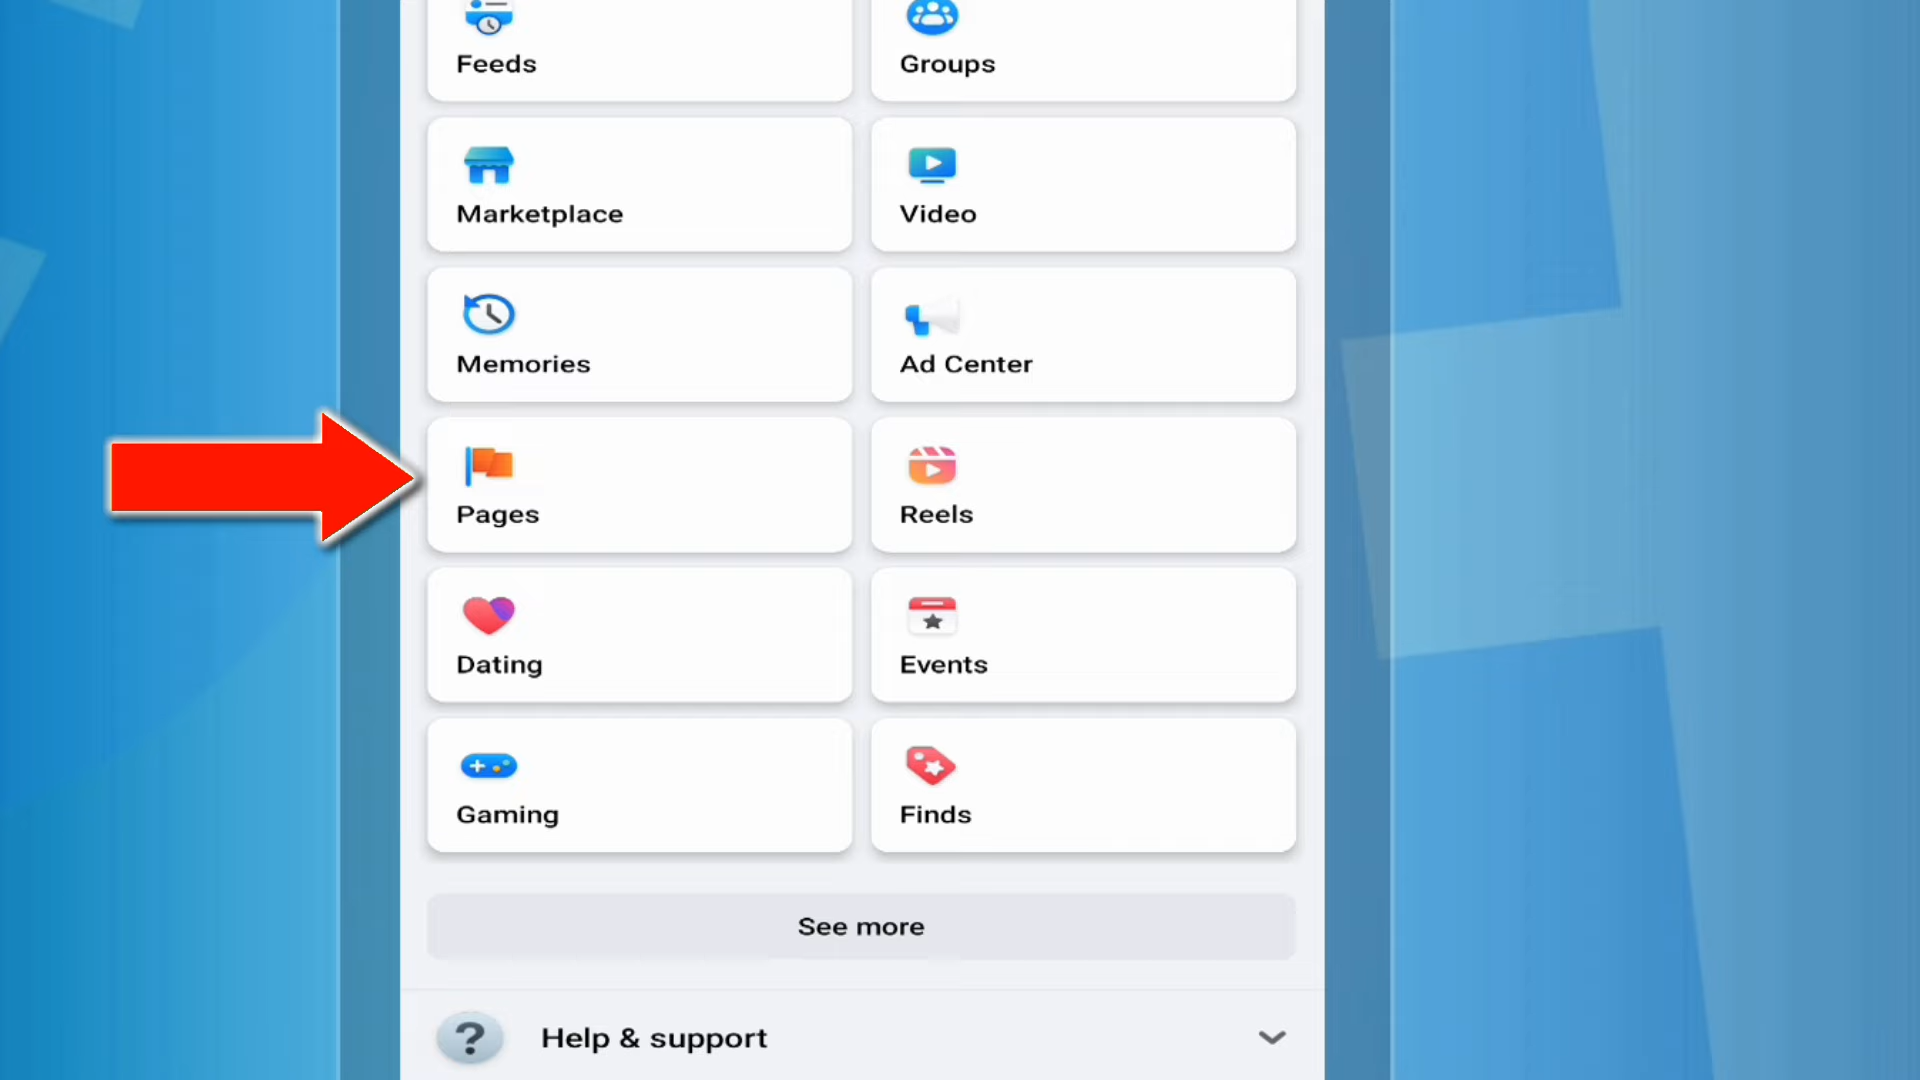 Feeds
Groups
Marketplace
Video
Memories
Ad Center
Pages
Reels
Dating
Events
Gaming
Finds
See more
? Help & support